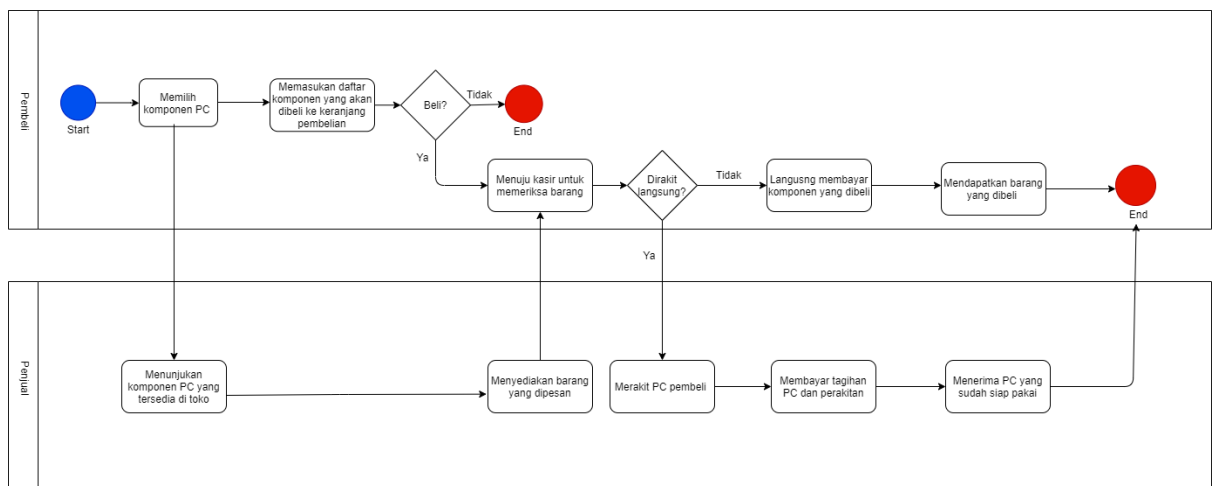 Pembeli
Start
Memilih
komponen PC
Memasukan daftar
komponen yang akan
dibeli ke keranjang
pembelian
Beli?
Tidak
End
Ya
Menuju kasir untuk
memeriksa barang
Dirakit
langsung?
Tidak
Langusng membayar
komponen yang dibeli
Mendapatkan barang
yang dibeli
End
Ya
Penjual
Menunjukan
komponen PC yang
tersedia di toko
Menyediakan barang
yang dipesan
Merakit PC pembeli
Membayar tagihan
PC dan perakitan
Menerima PC yang
sudah siap pakai